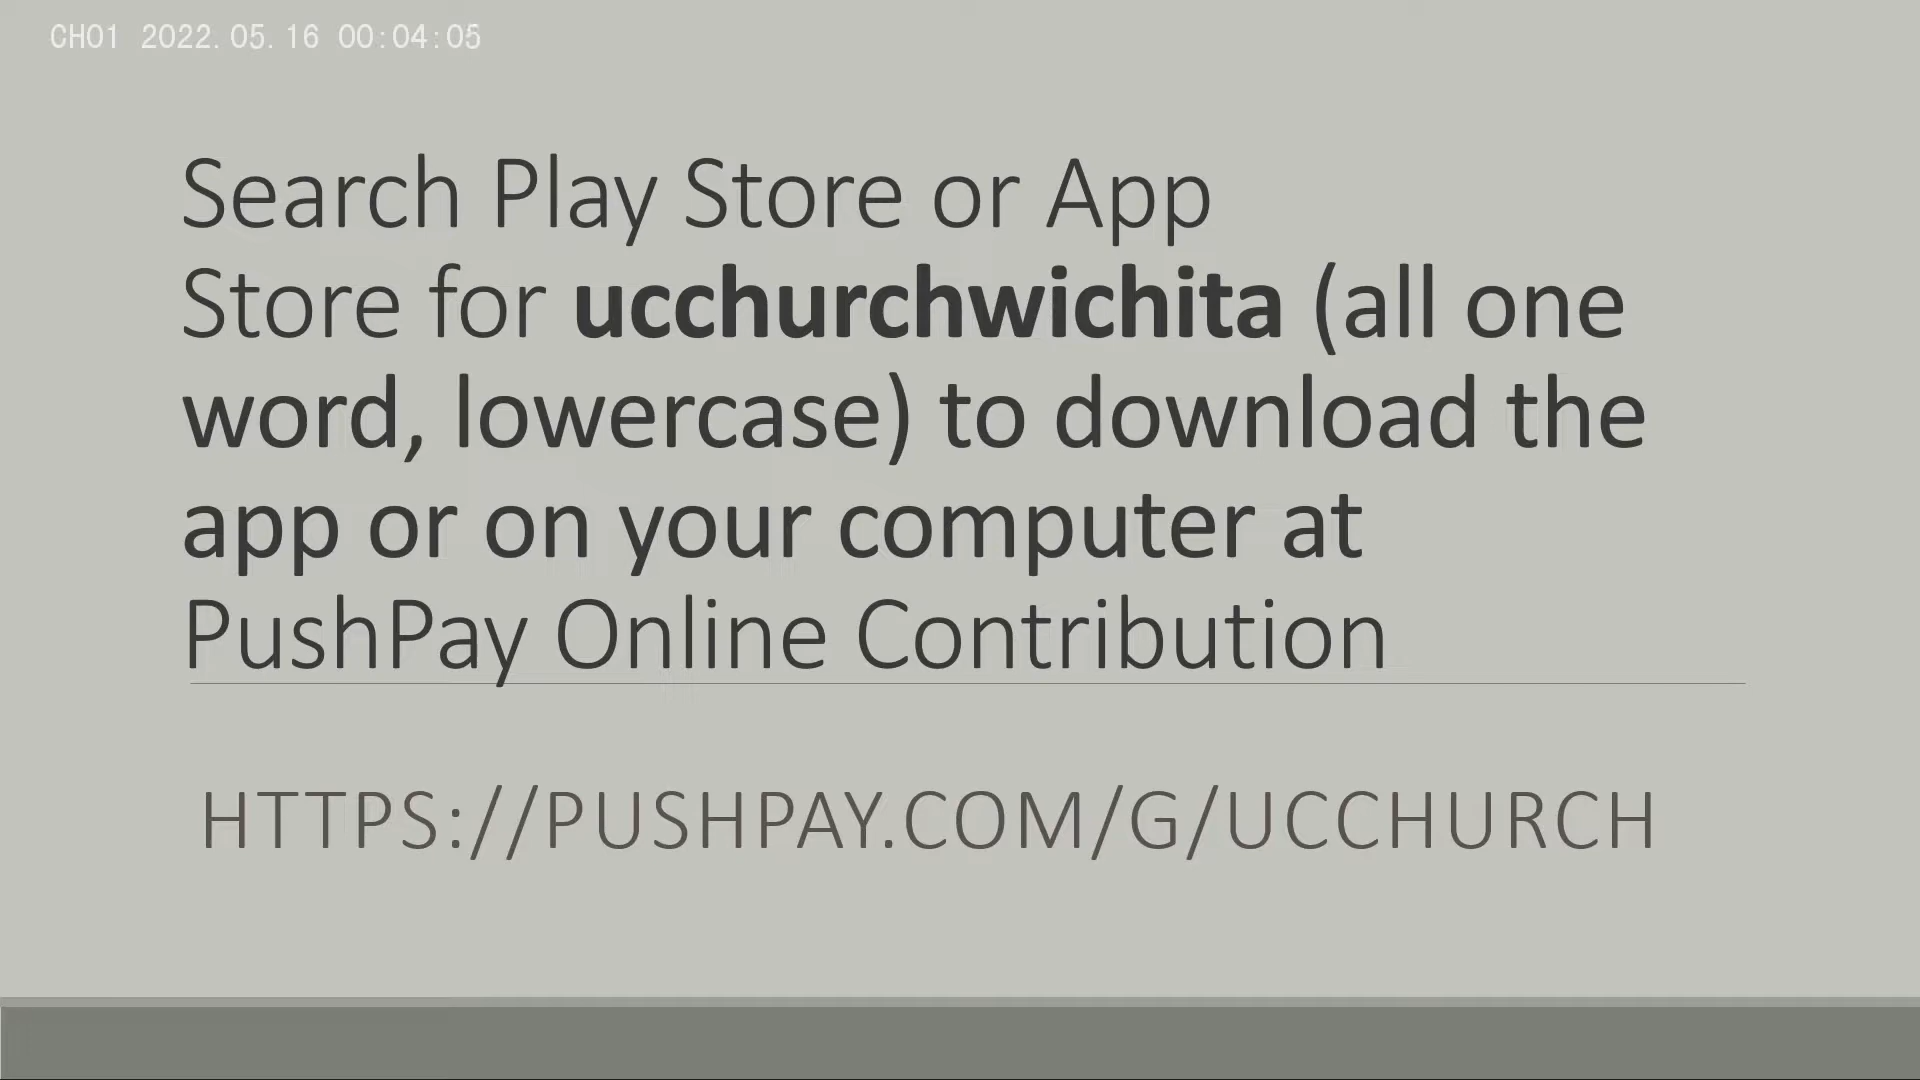 CH01 2022.05.16 00:04:05
Search Play Store or App
Store for ucchurchwichita (all one
word, lowercase) to download the
app or on your computer at
PushPay Online Contribution
HTTPS://PUSHPAY.COM/G/UCCHURCH